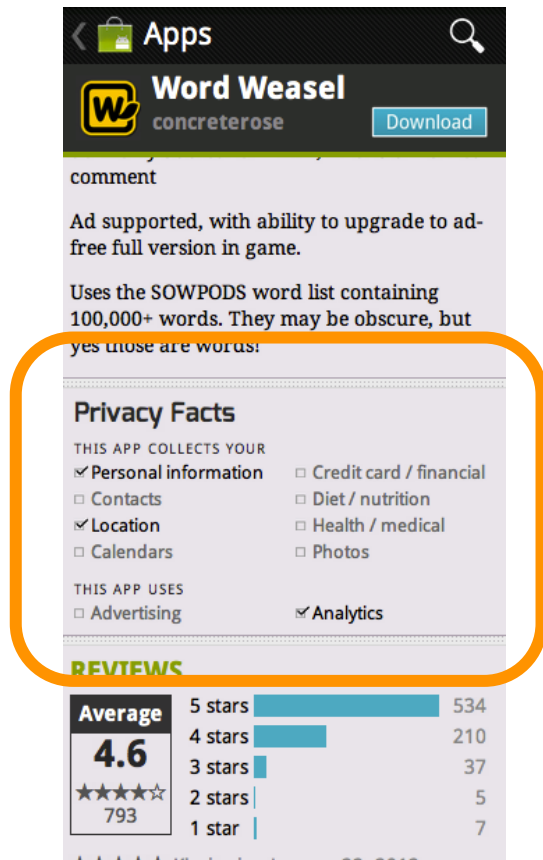 Apps
Word Weasel
concreterose
Download
comment
Ad supported, with ability to upgrade to ad-
free full version in game.
Uses the SOWPODS word list containing
100,000+ words. They may be obscure, but
yes those are words!
Privacy Facts
THIS APP COLLECTS YOUR
Personal information
Credit card / financial
Contacts
Diet / nutrition
Location
Health / medical
Calendars
Photos
THIS APP USES
Advertising
Analytics
REVIEWS
Average
4.6
793
5 stars 534
4 stars 210
3 stars 37
2 stars 5
1 star 7